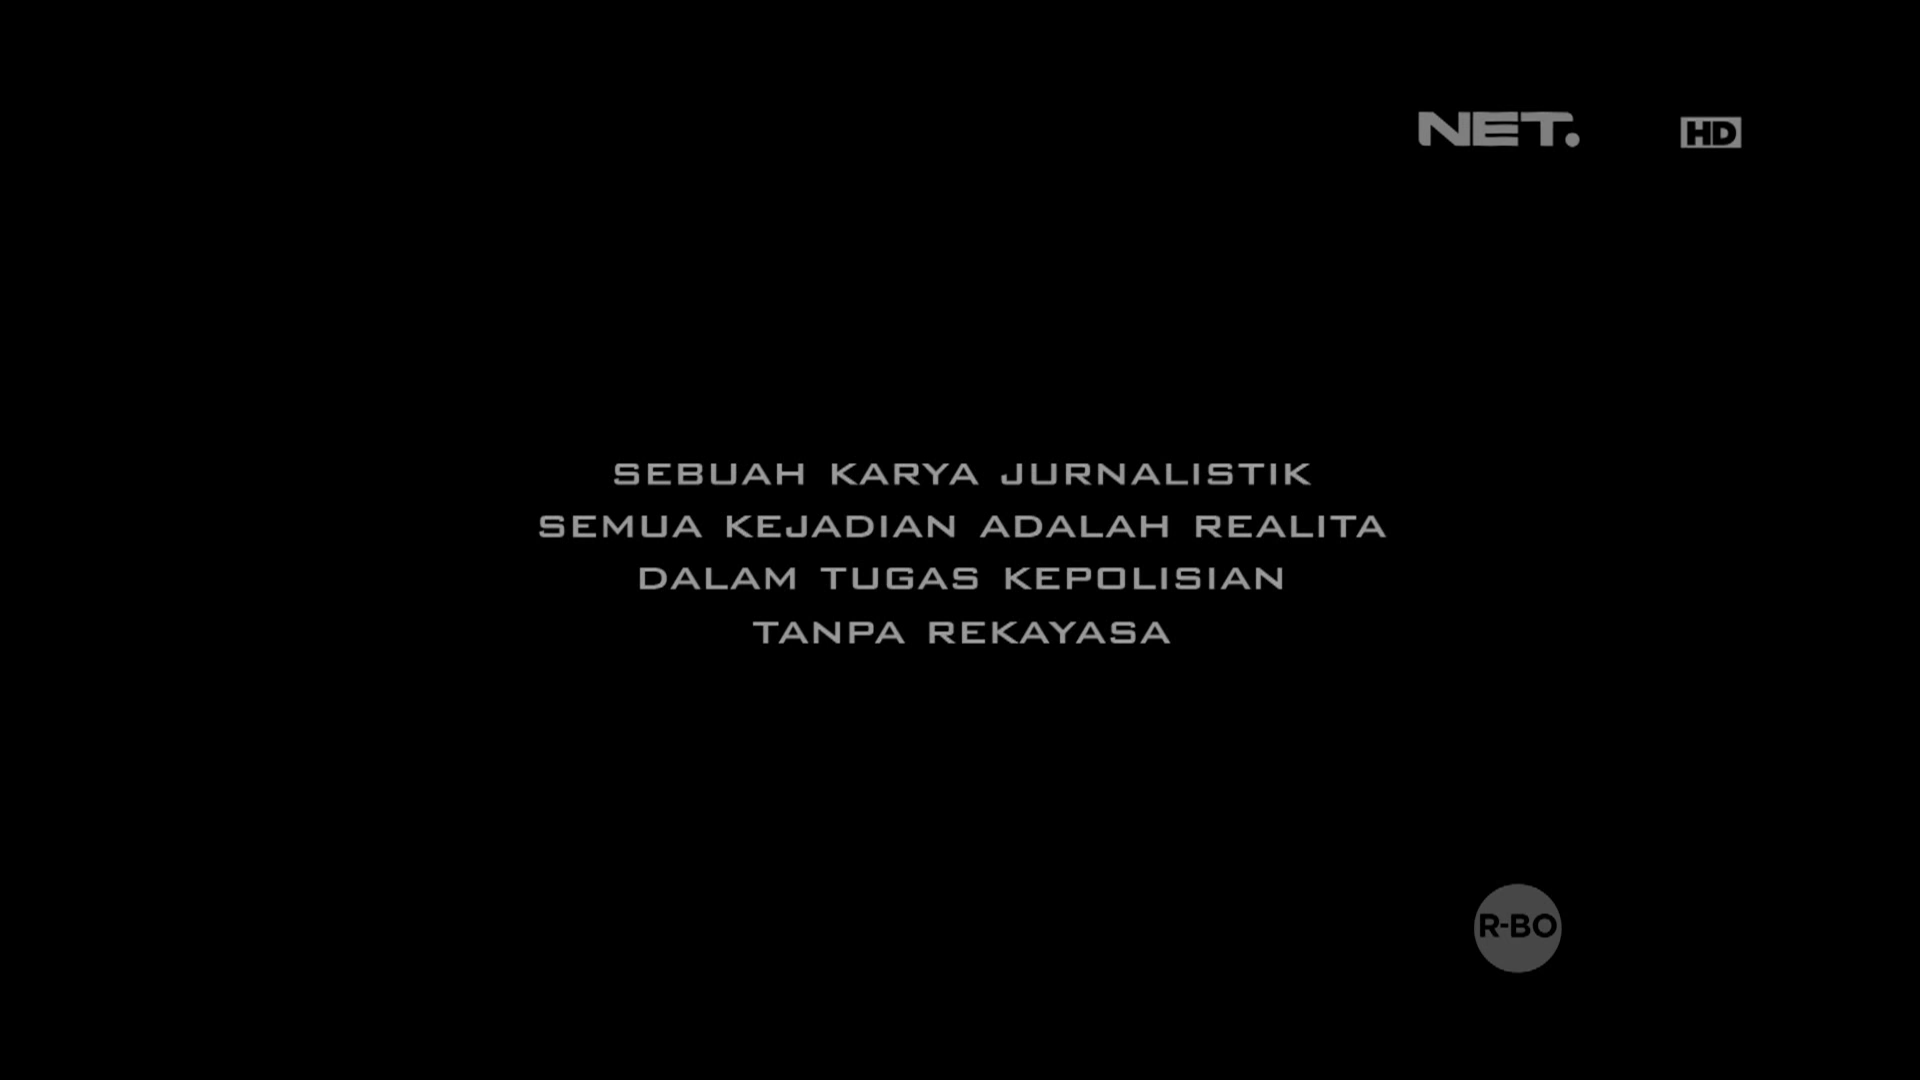 NET. HD
SEBUAH KARYA JURNALISTIK
SEMUA KEJADIAN ADALAH REALITA
DALAM TUGAS KEPOLISIAN
TANPA REKAYASA
R-BO